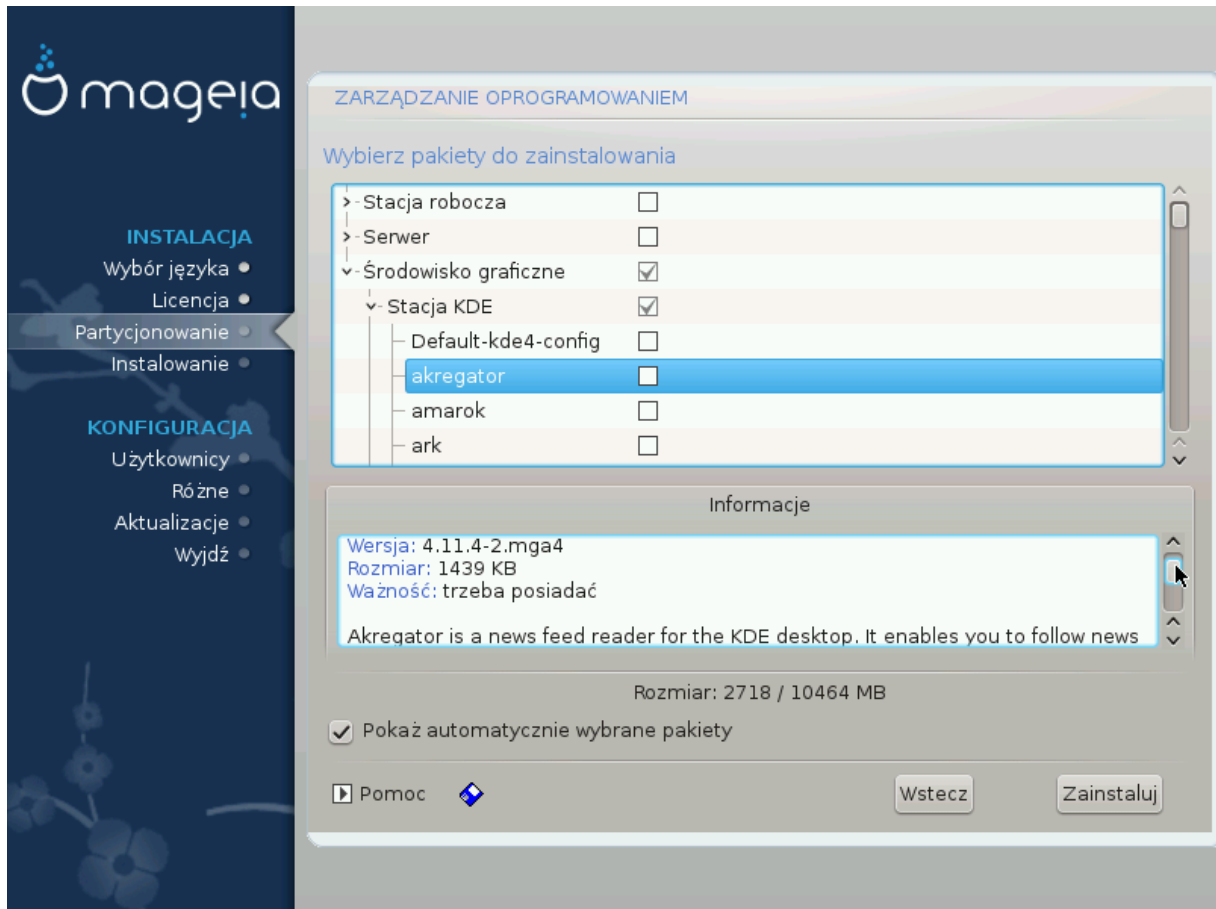 mageia
INSTALACJA
Wybór języka
Licencja
Partycjonowanie
Instalowanie
KONFIGURACJA
Użytkownicy
Różne
Aktualizacje
Wyjdź
ZARZĄDZANIE OPROGRAMOWANIEM
Wybierz pakiety do zainstalowania
Stacja robocza
Serwer
Środowisko graficzne
Stacja KDE
Default-kde4-config
akregator
amarok
ark
Informacje
Wersja: 4.11.4-2.mga4
Rozmiar: 1439 KB
Ważność: trzeba posiadać
Akregator is a news feed reader for the KDE desktop. It enables you to follow news
Rozmiar: 2718 / 10464 MB
Pokaż automatycznie wybrane pakiety
Pomoc
Wstecz
Zainstaluj